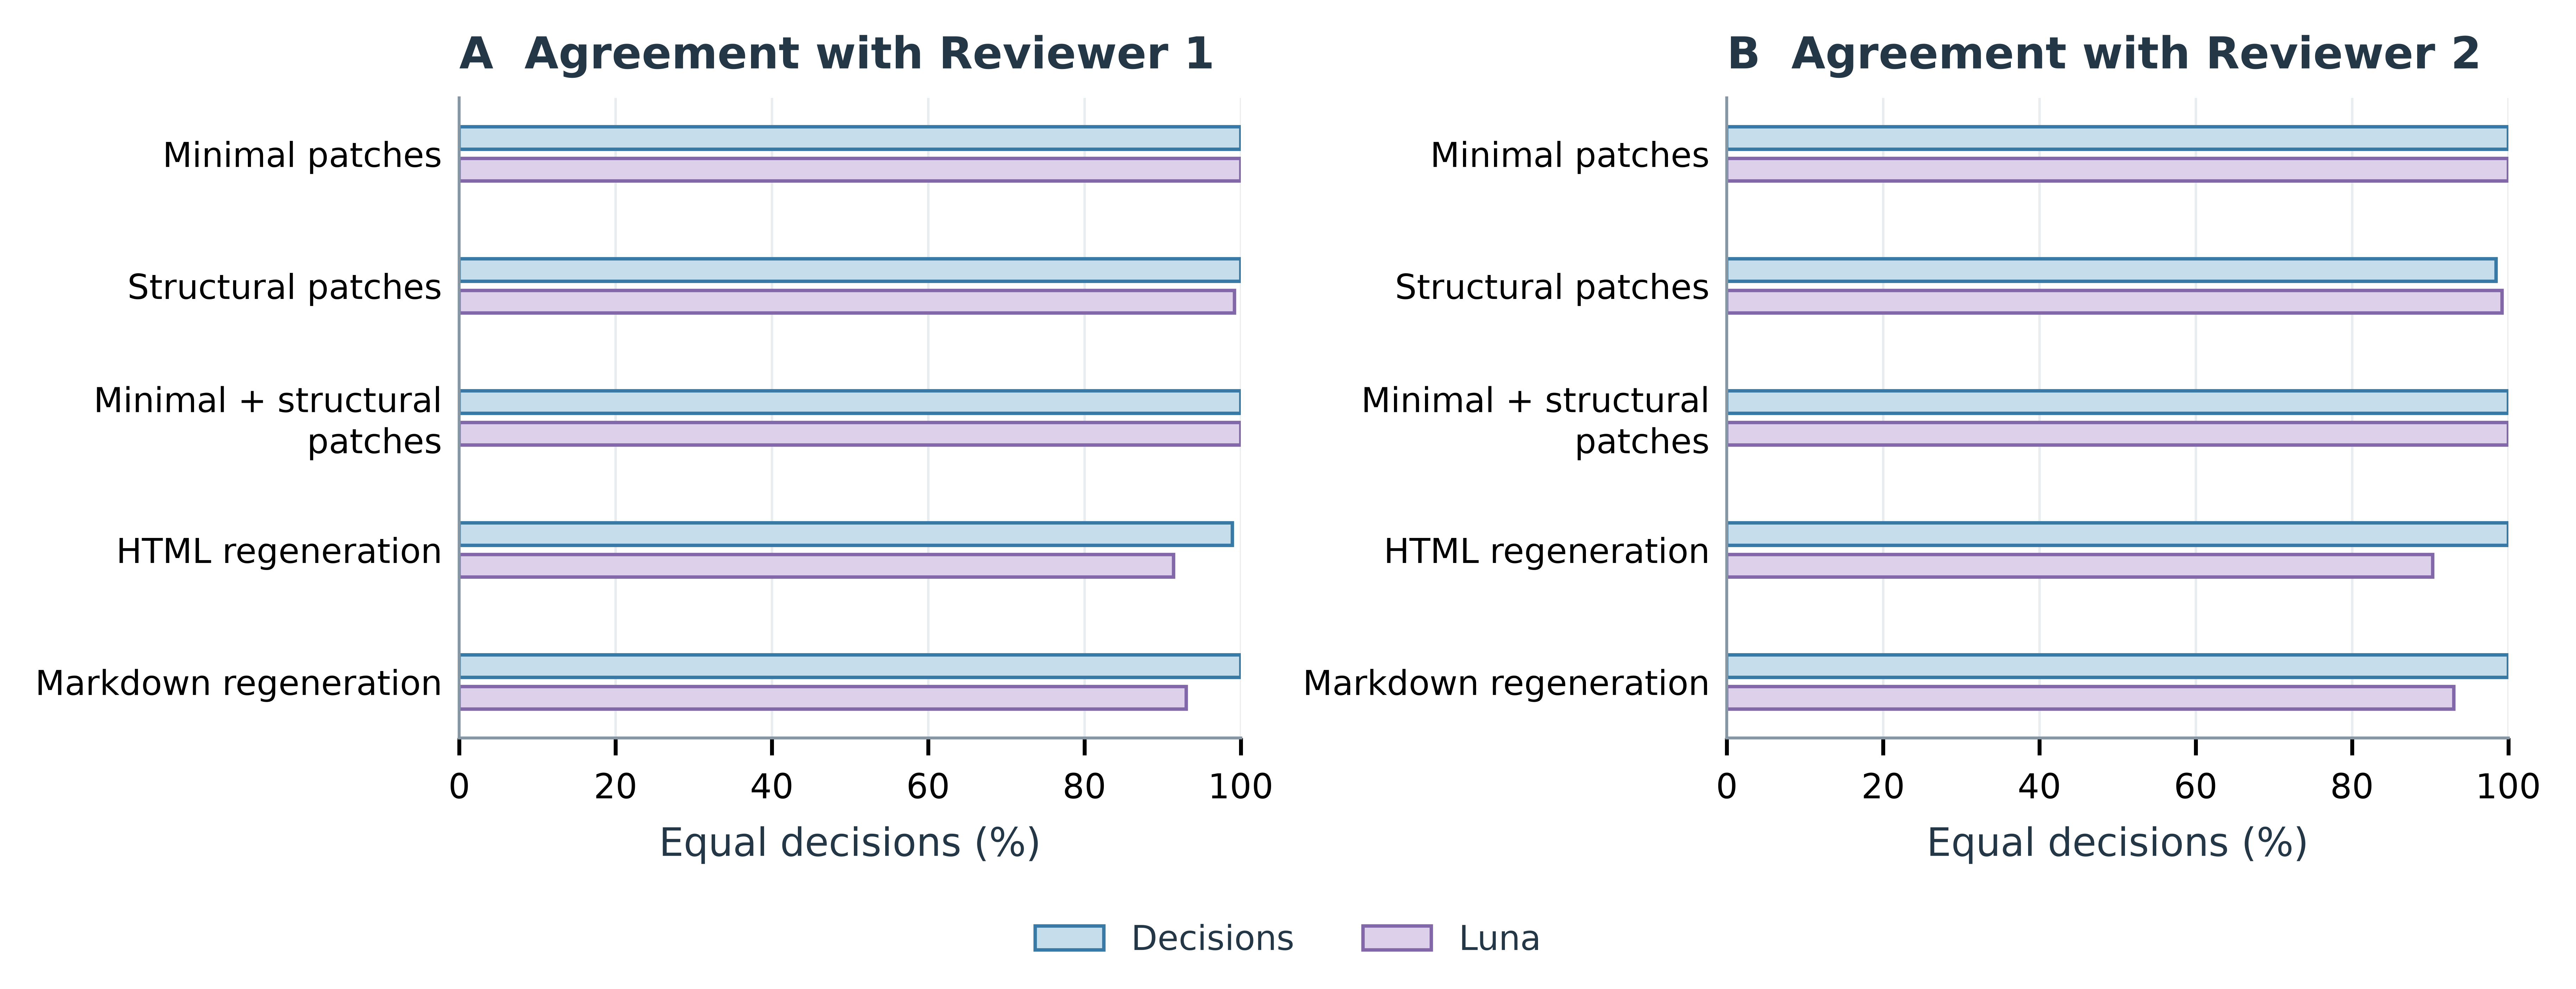 A  Agreement with Reviewer 1
Minimal patches
Structural patches
Minimal + structural
patches
HTML regeneration
Markdown regeneration
0 20 40 60 80 100
Equal decisions (%)
B  Agreement with Reviewer 2
Minimal patches
Structural patches
Minimal + structural
patches
HTML regeneration
Markdown regeneration
0 20 40 60 80 100
Equal decisions (%)
Decisions
Luna